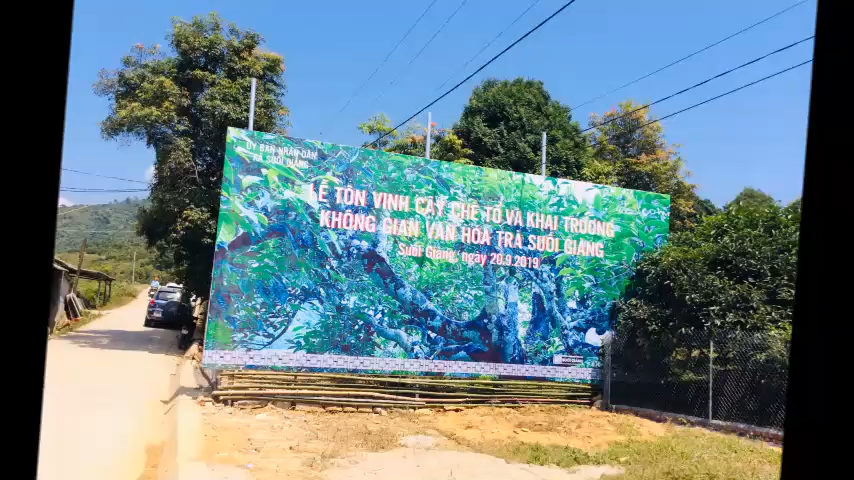 ỦY BAN NHÂN DÂN
XÃ SUỐI GIÀNG
LỄ TÔN VINH CÂY CHÈ TỔ VÀ KHAI TRƯƠNG
KHÔNG GIAN VĂN HÓA TRÀ SUỐI GIÀNG
Suối Giàng, ngày 20.9.2019